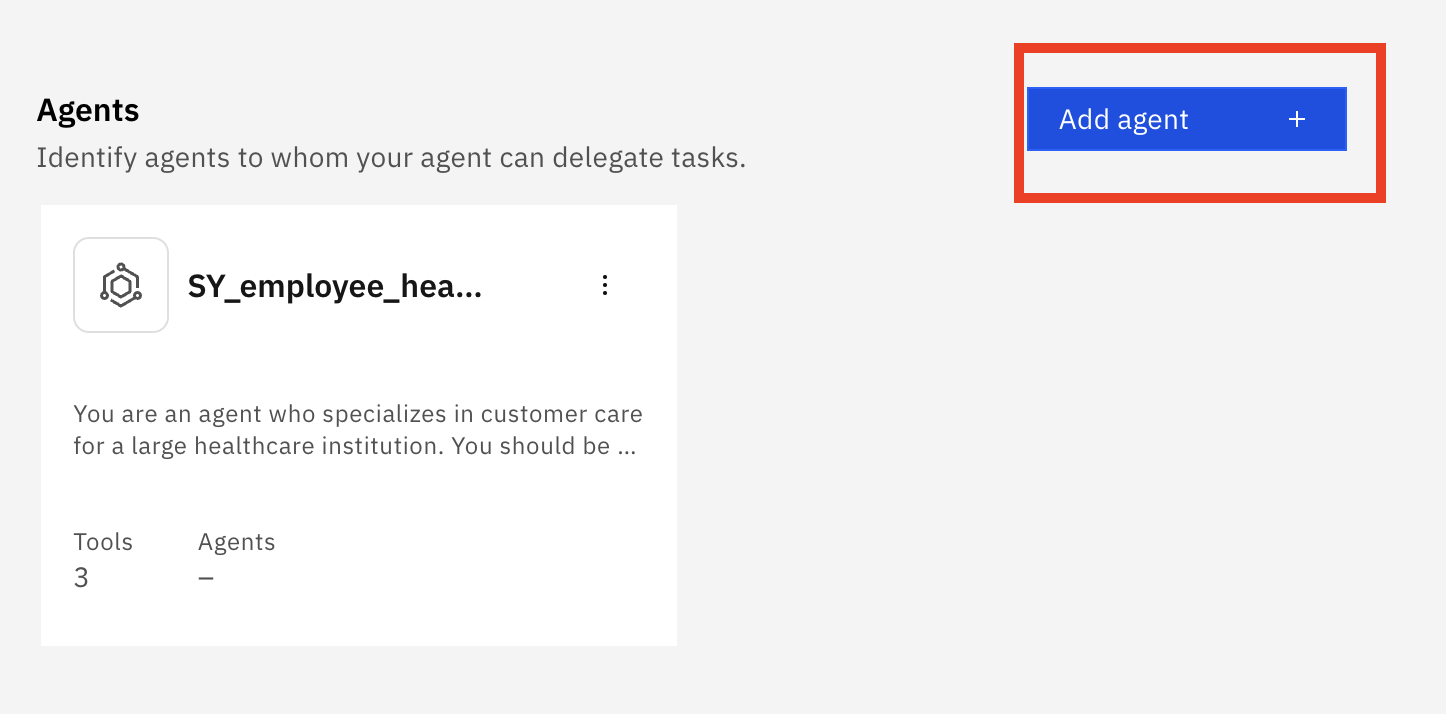 Agents
Identify agents to whom your agent can delegate tasks.
Add agent +
SY_employee_hea...
You are an agent who specializes in customer care
for a large healthcare institution. You should be ...
Tools Agents
3 –